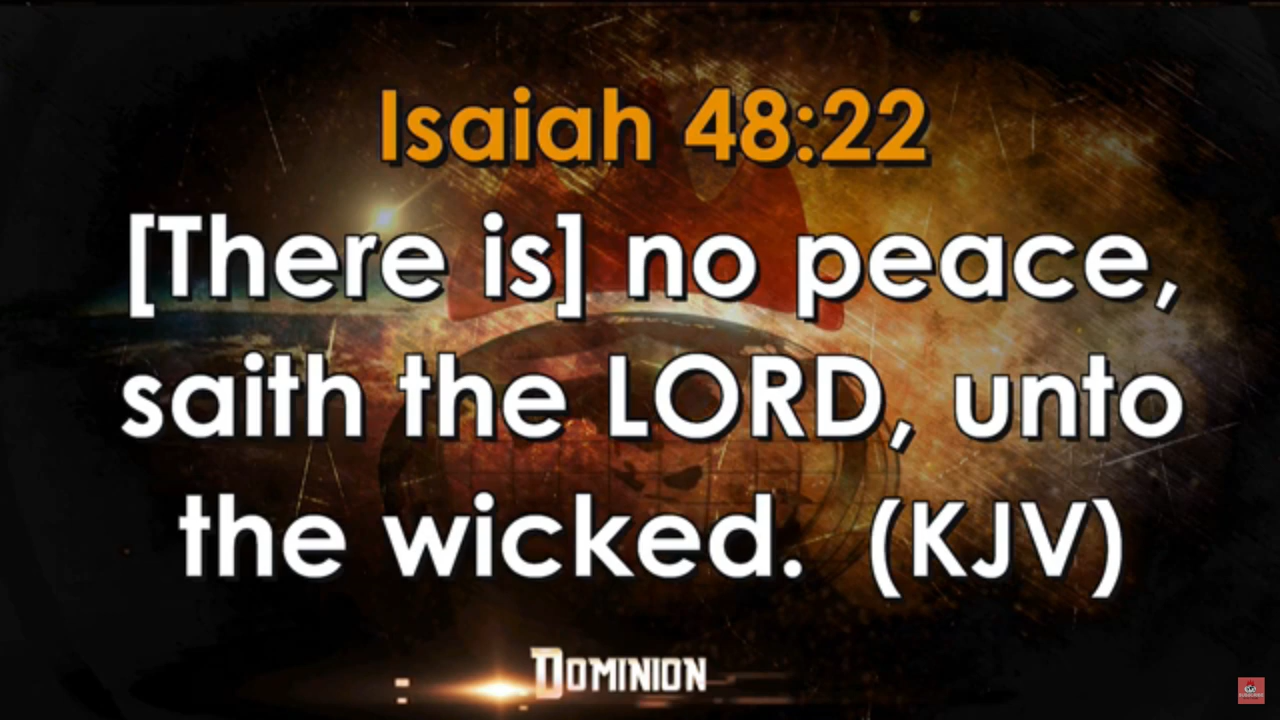 Isaiah 48:22
[There is] no peace,
saith the LORD, unto
the wicked. (KJV)
DOMINION